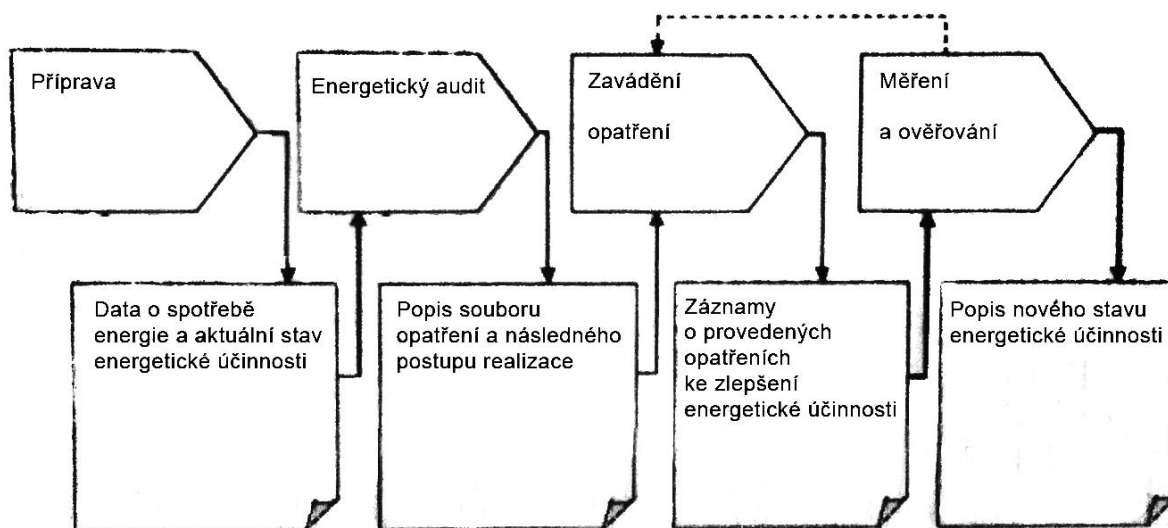 Příprava
Energetický audit
Zavádění
opatření
Měření
a ověřování
Data o spotřebě
energie a aktuální stav
energetické účinnosti
Popis souboru
opatření a následného
postupu realizace
Záznamy
o provedených
opatřeních
ke zlepšení
energetické účinnosti
Popis nového stavu
energetické účinnosti